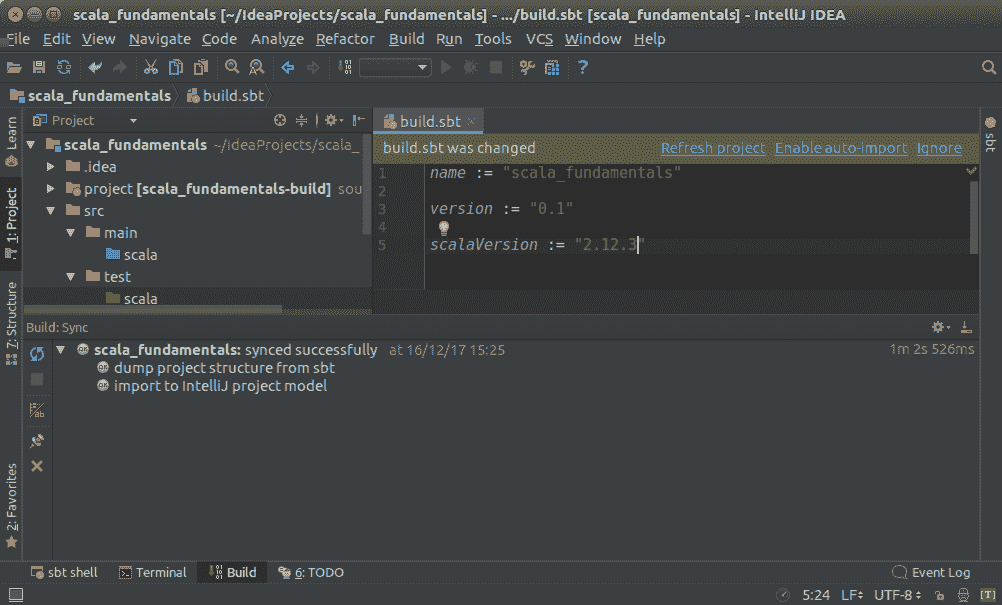 scala_fundamentals [~/IdeaProjects/scala_fundamentals] - .../build.sbt [scala_fundamentals] - IntelliJ IDEA
File Edit View Navigate Code Analyze Refactor Build Run Tools VCS Window Help
scala_fundamentals build.sbt
Learn
1: Project
7: Structure
2: Favorites
Project
scala_fundamentals ~/IdeaProjects/scala_
.idea
project [scala_fundamentals-build] sou
src
main
scala
test
scala
build.sbt
build.sbt was changed Refresh project Enable auto-import Ignore
1 name := "scala_fundamentals"
2
3 version := "0.1"
4
5 scalaVersion := "2.12.3"
sbt
Build: Sync
scala_fundamentals: synced successfully at 16/12/17 15:25 1m 2s 526ms
dump project structure from sbt
import to IntelliJ project model
sbt shell Terminal Build 6: TODO Event Log
5:24 LF UTF-8 [T]